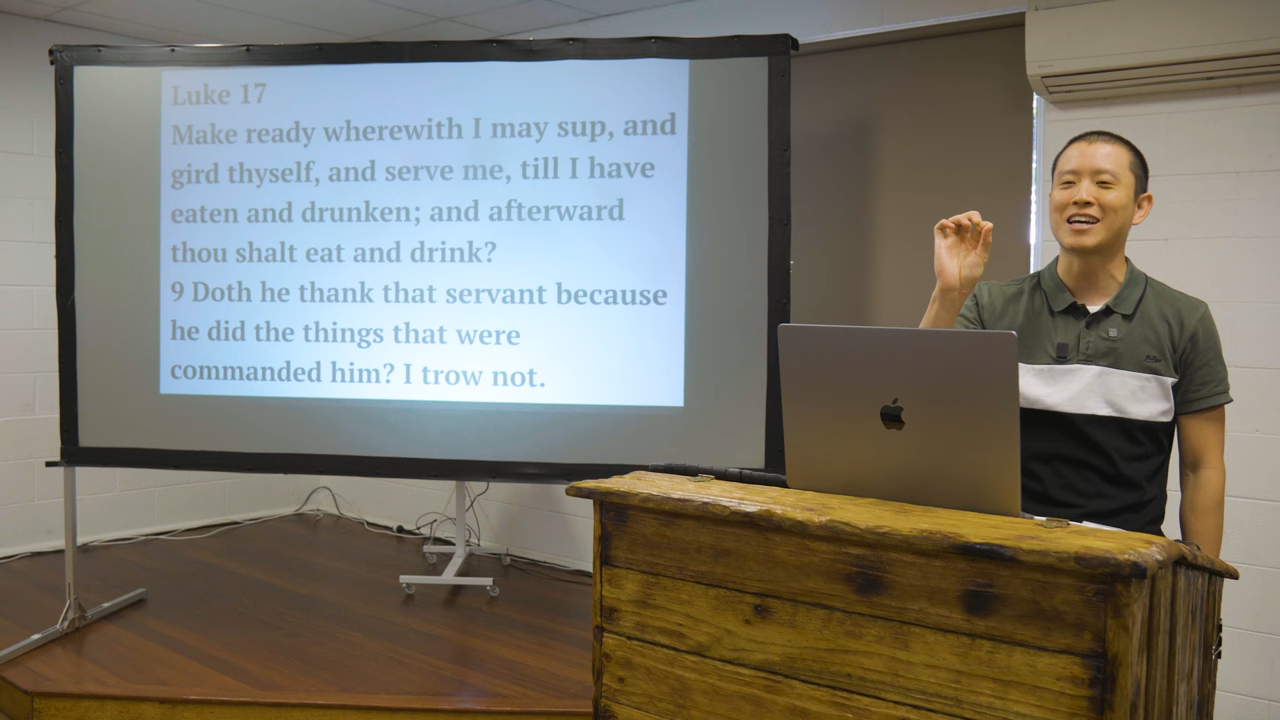 Luke 17
Make ready wherewith I may sup, and
gird thyself, and serve me, till I have
eaten and drunken; and afterward
thou shalt eat and drink?
9 Doth he thank that servant because
he did the things that were
commanded him? I trow not.